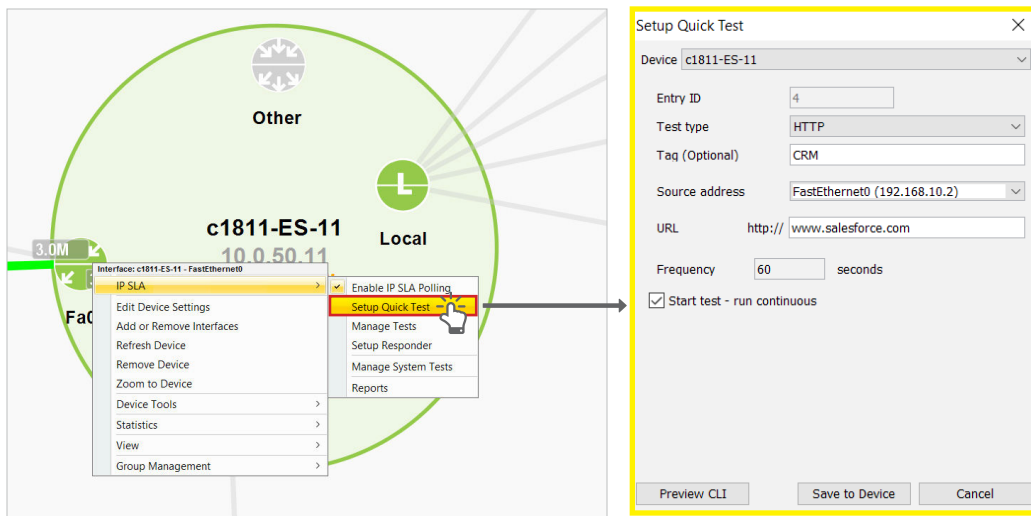 Other
L
Local
c1811-ES-11
10.0.50.11
3.0M
Interface: c1811-ES-11 - FastEthernet0
IP SLA
Edit Device Settings
Add or Remove Interfaces
Refresh Device
Remove Device
Zoom to Device
Device Tools
Statistics
View
Group Management
Enable IP SLA Polling
Setup Quick Test
Manage Tests
Setup Responder
Manage System Tests
Reports
Setup Quick Test
Device c1811-ES-11
Entry ID 4
Test type HTTP
Tag (Optional) CRM
Source address FastEthernet0 (192.168.10.2)
URL http:// www.salesforce.com
Frequency 60 seconds
Start test - run continuous
Preview CLI Save to Device Cancel